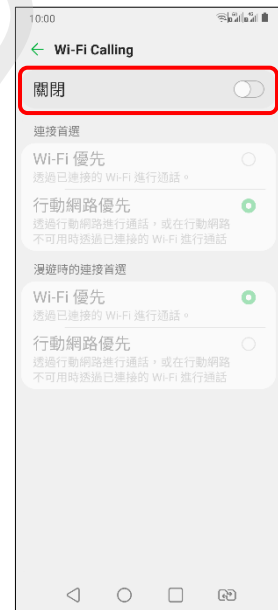 10:00
Wi-Fi Calling
關閉
連接首選
Wi-Fi 優先
透過已連接的 Wi-Fi 進行通話。
行動網路優先
透過行動網路進行通話，或在行動網路
不可用時透過已連接的 Wi-Fi 進行通話
漫遊時的連接首選
Wi-Fi 優先
透過已連接的 Wi-Fi 進行通話。
行動網路優先
透過行動網路進行通話，或在行動網路
不可用時透過已連接的 Wi-Fi 進行通話